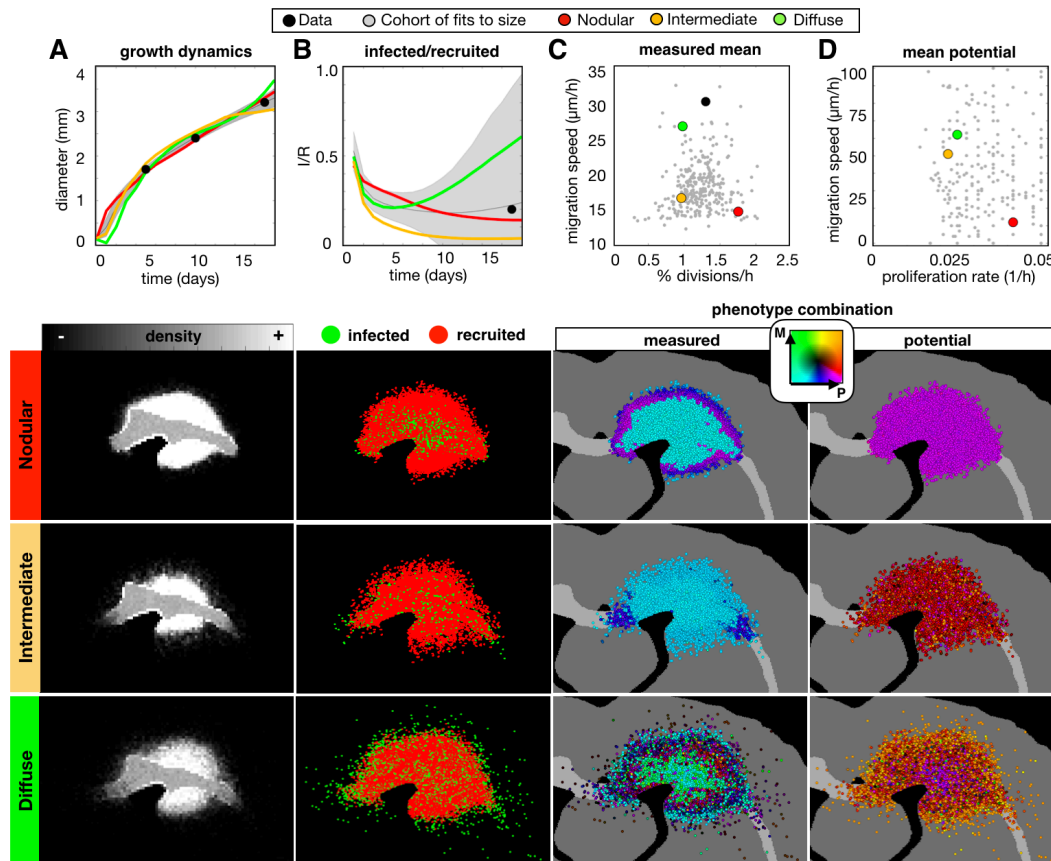 Data Cohort of fits to size Nodular Intermediate Diffuse
A growth dynamics
B infected/recruited
C measured mean
D mean potential
diameter (mm)
4
3
2
1
0
0 5 10 15
time (days)
I/R
1.0
0.5
0
0 5 10 15
time (days)
migration speed (µm/h)
35
30
25
20
15
10
0 0.5 1 1.5 2 2.5
% divisions/h
migration speed (µm/h)
100
75
50
25
0
0 0.025 0.05
proliferation rate (1/h)
- density +
infected recruited
phenotype combination
measured
potential
M
P
Nodular
Intermediate
Diffuse